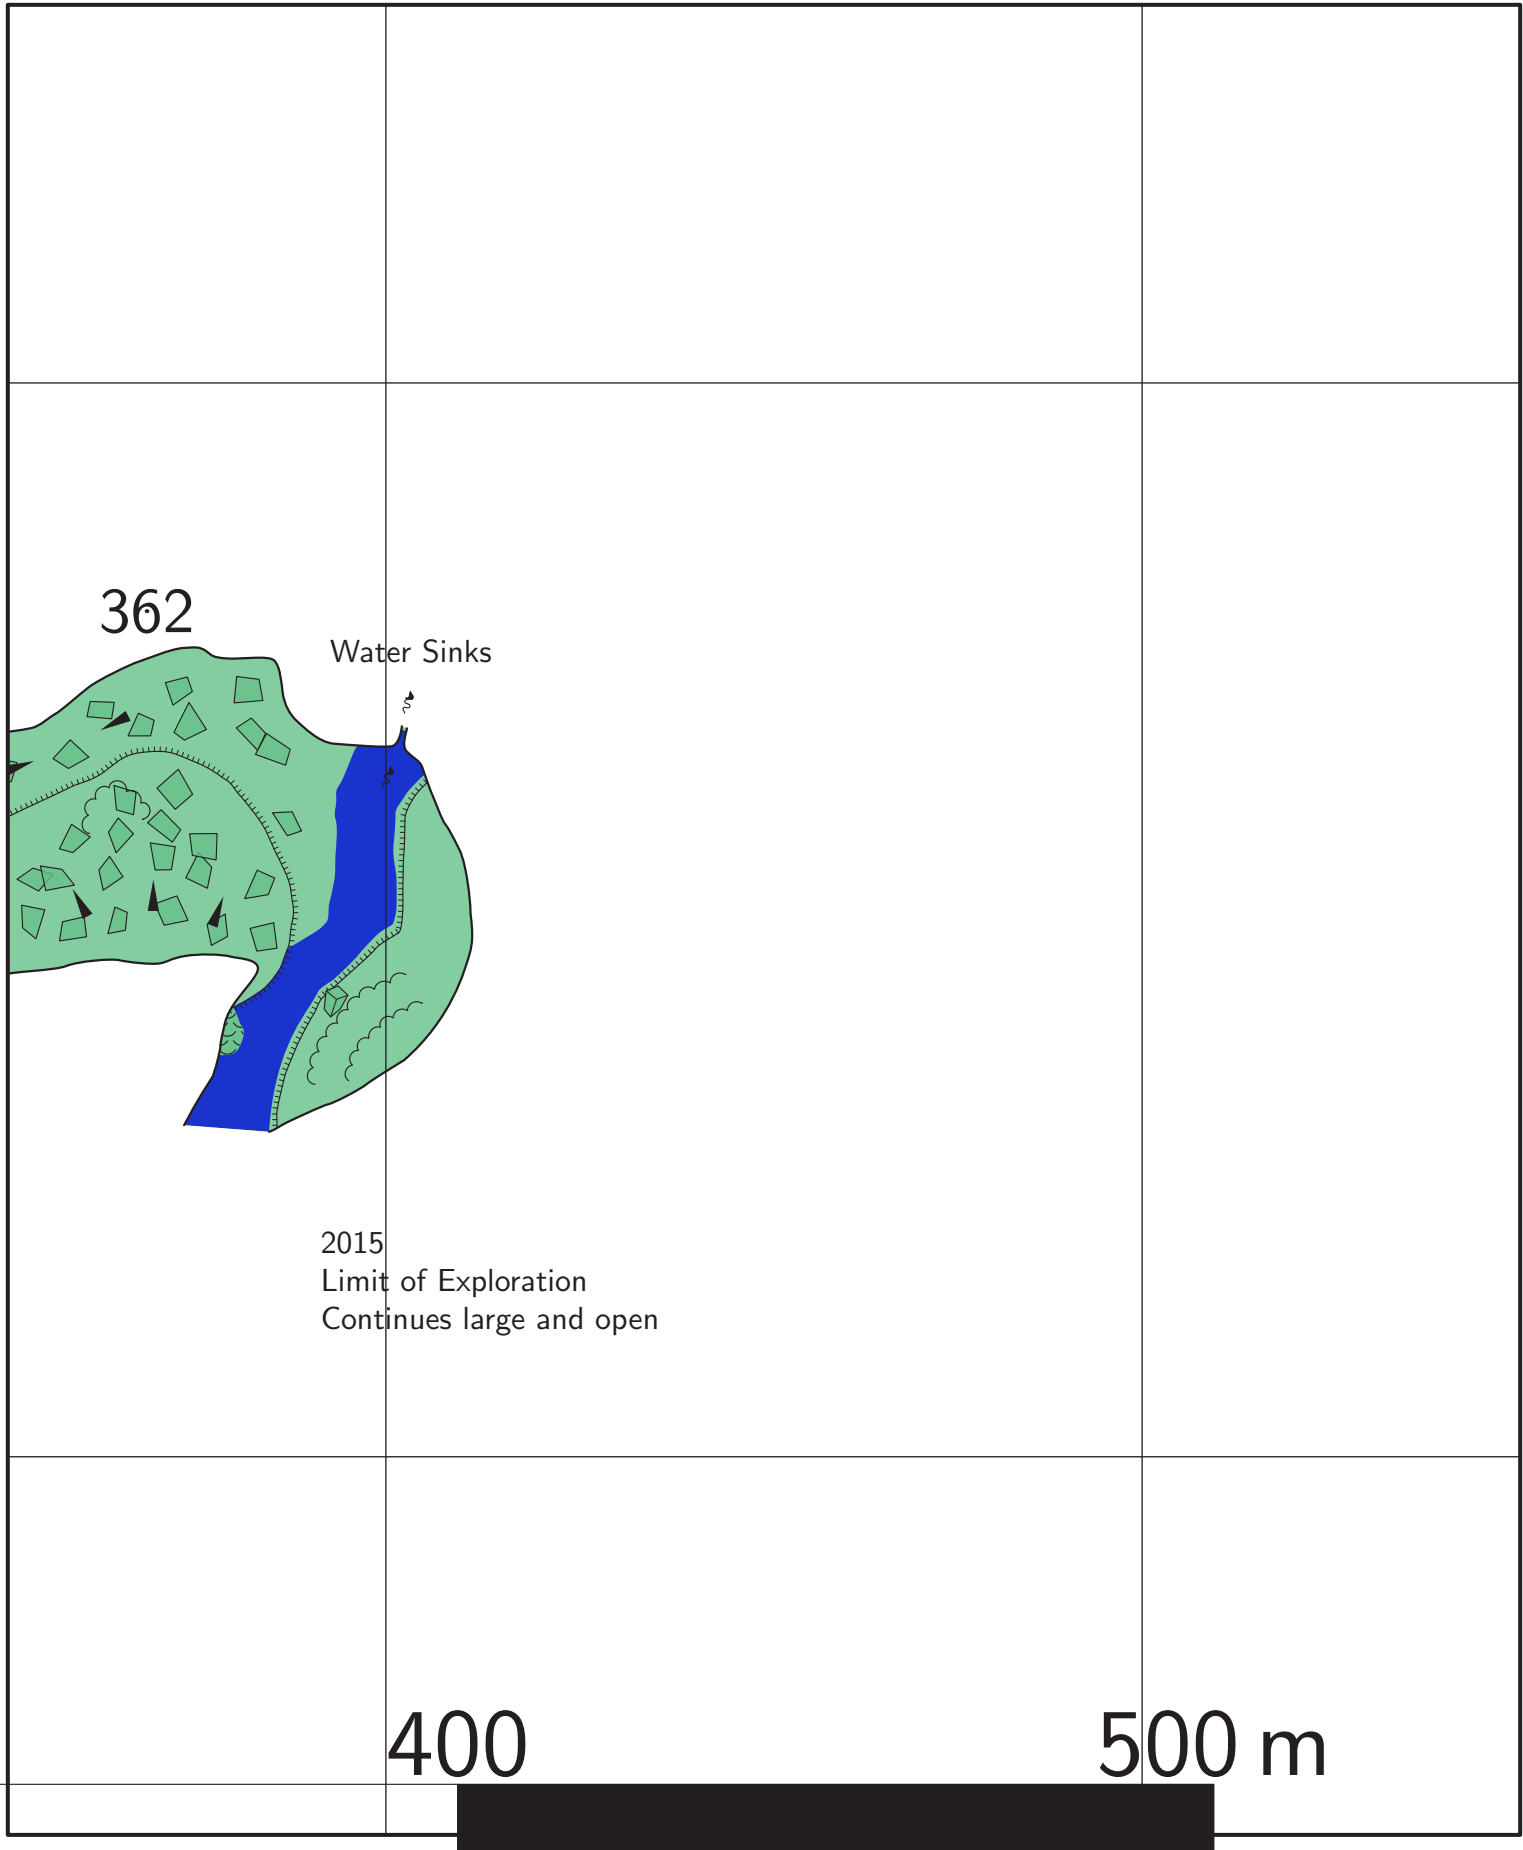 362
Water Sinks
2015
Limit of Exploration
Continues large and open
400
500 m